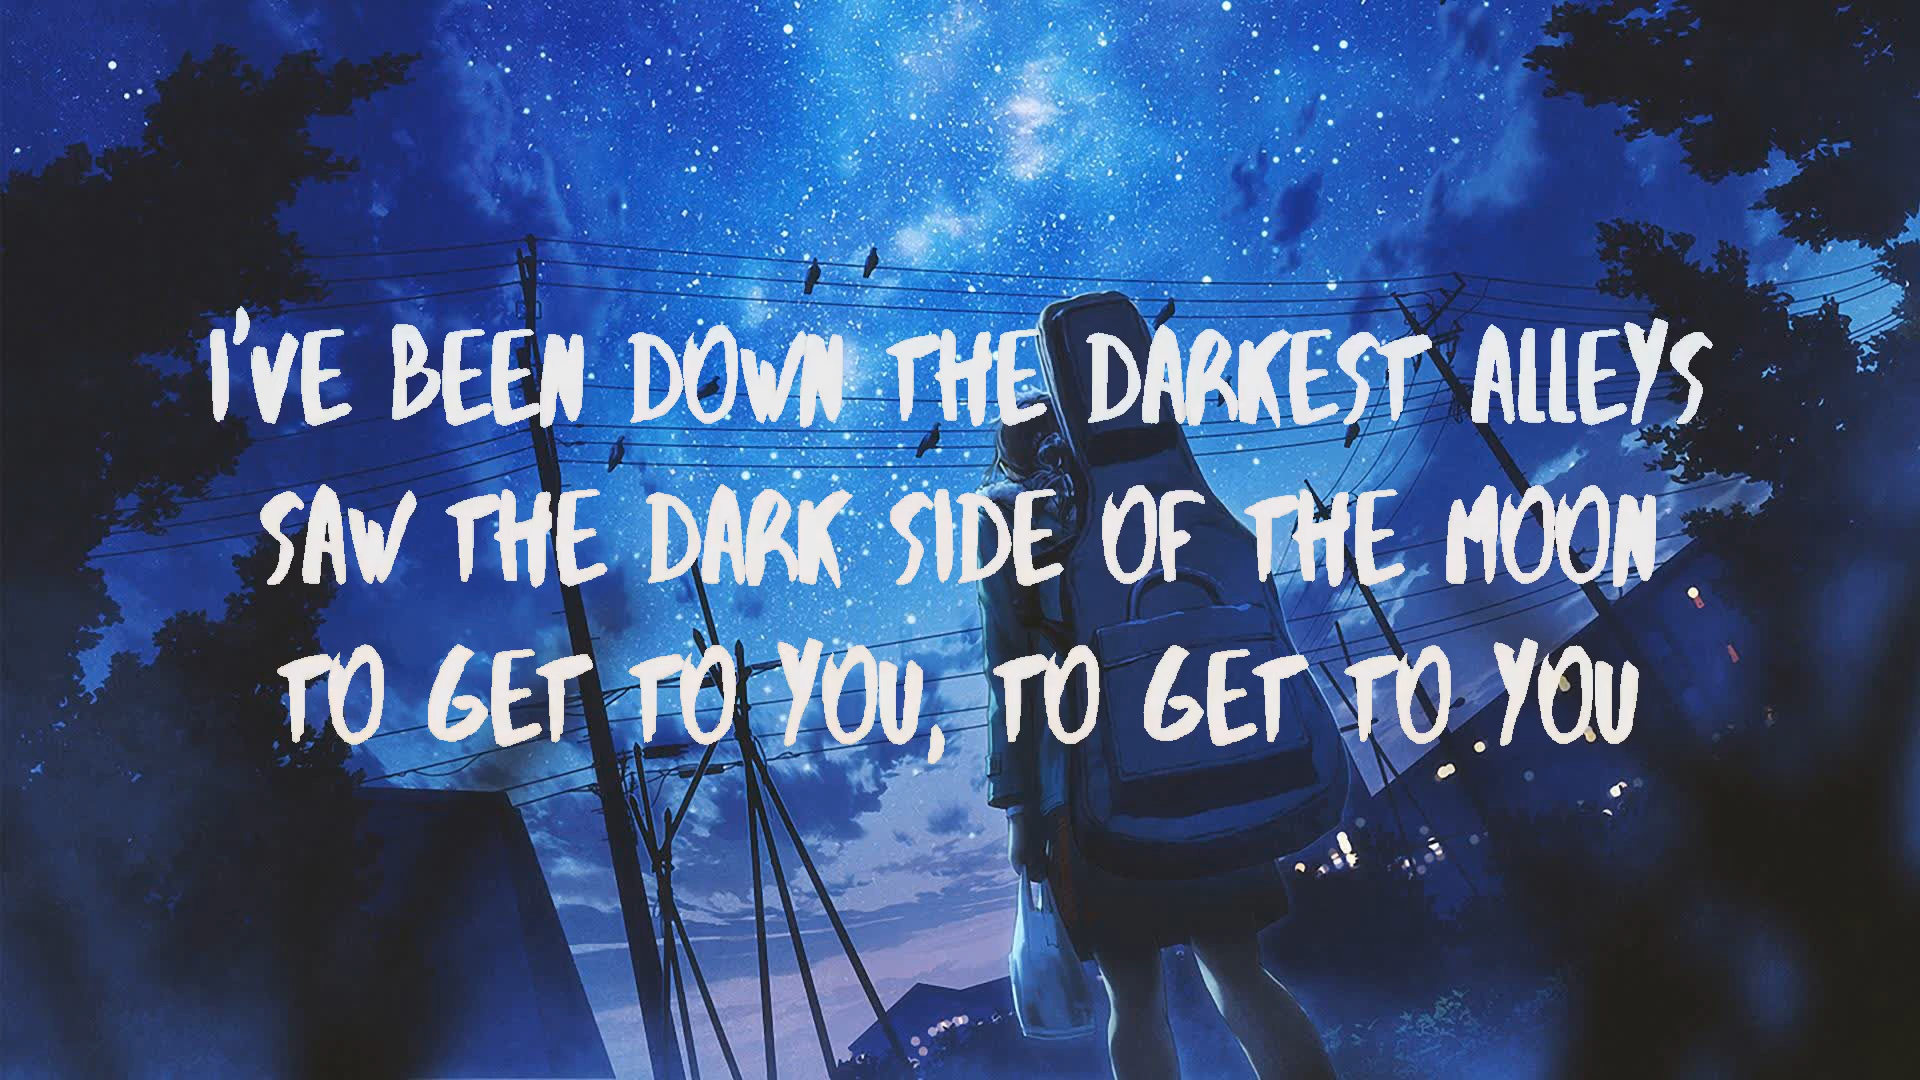 I'VE BEEN DOWN THE DARKEST ALLEYS
SAW THE DARK SIDE OF THE MOON
TO GET TO YOU, TO GET TO YOU